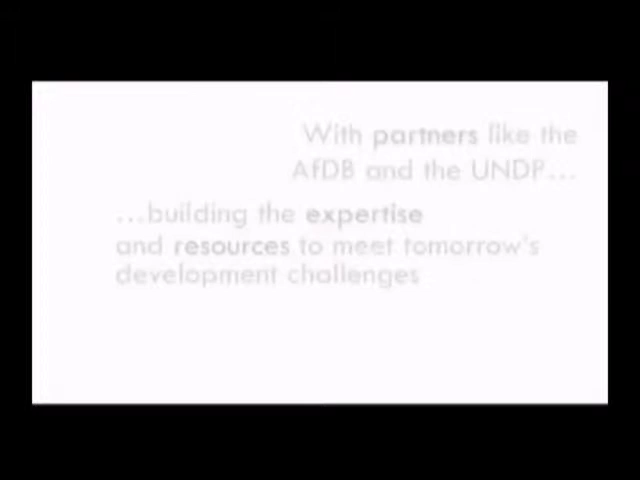 With partners like the
AfDB and the UNDP...
...building the expertise
and resources to meet tomorrow's
development challenges